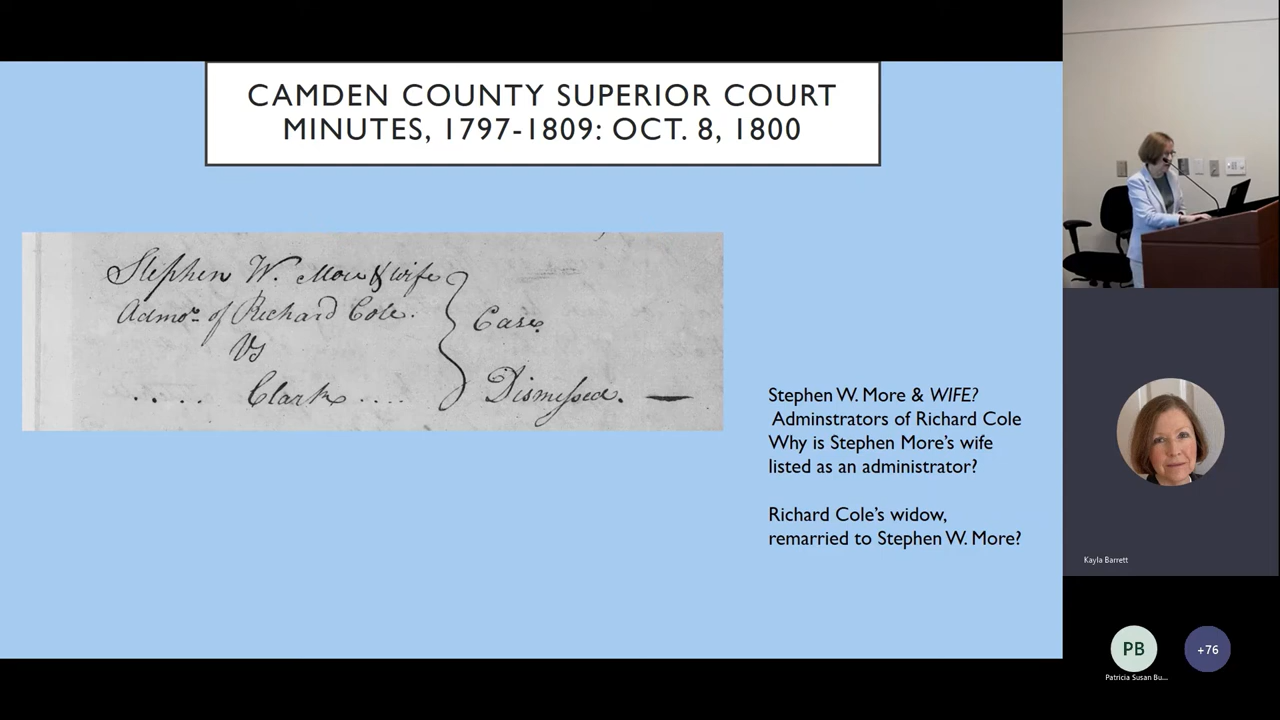 CAMDEN COUNTY SUPERIOR COURT
MINUTES, 1797-1809: OCT. 8, 1800
Stephen W. More & wife
Admors. of Richard Cole.
Vs
.... Clark ....
Case
Dismissed. —
Stephen W. More & WIFE?
Adminstrators of Richard Cole
Why is Stephen More's wife
listed as an administrator?
Richard Cole's widow,
remarried to Stephen W. More?
Kayla Barrett
PB
+76
Patricia Susan Bu...